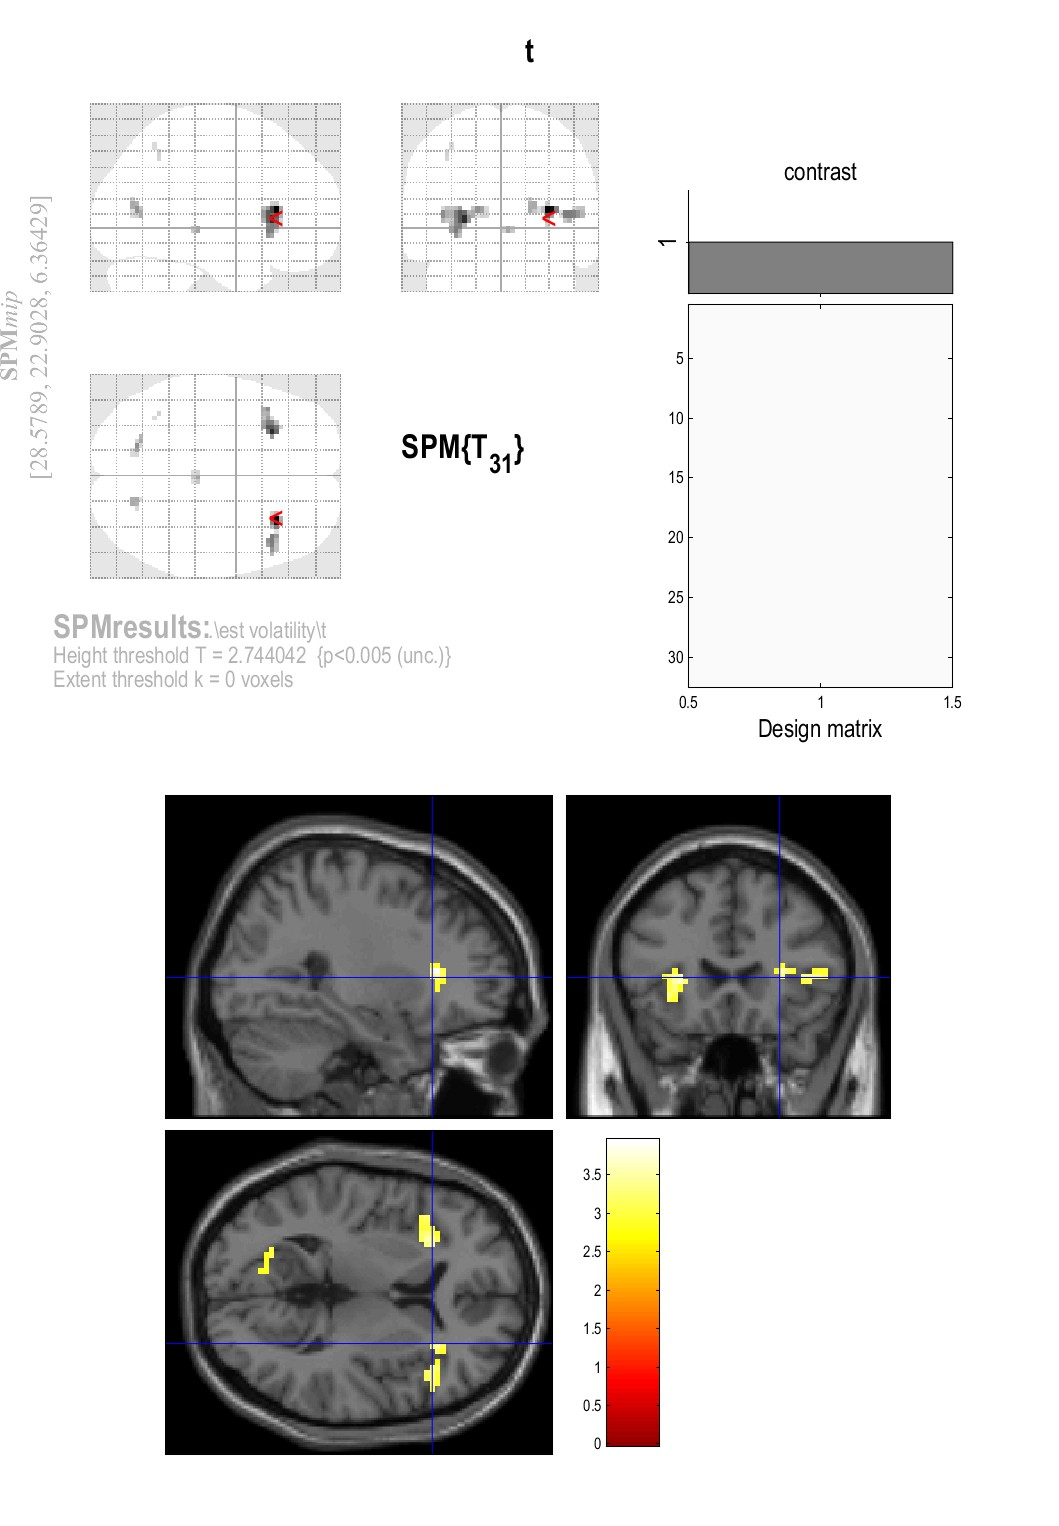 t
SPMmip
[28.5789, 22.9028, 6.36429]
<
<
<
SPM{T31}
contrast
1
5
10
15
20
25
30
0.5
1
1.5
Design matrix
SPMresults:.\est volatility\t
Height threshold T = 2.744042 {p<0.005 (unc.)}
Extent threshold k = 0 voxels
3.5
3
2.5
2
1.5
1
0.5
0